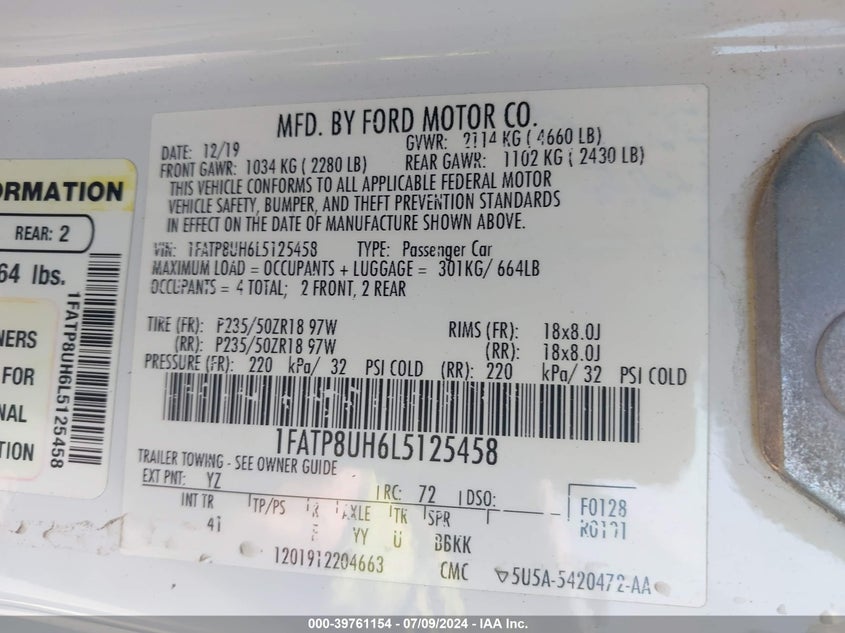 MFD. BY FORD MOTOR CO.
DATE: 12/19 GVWR: 2114 KG ( 4660 LB)
FRONT GAWR: 1034 KG ( 2280 LB) REAR GAWR: 1102 KG ( 2430 LB)
THIS VEHICLE CONFORMS TO ALL APPLICABLE FEDERAL MOTOR
VEHICLE SAFETY, BUMPER, AND THEFT PREVENTION STANDARDS
IN EFFECT ON THE DATE OF MANUFACTURE SHOWN ABOVE.
VIN: 1FATP8UH6L5125458 TYPE: Passenger Car
MAXIMUM LOAD = OCCUPANTS + LUGGAGE = 301KG/ 664LB
OCCUPANTS = 4 TOTAL; 2 FRONT, 2 REAR
TIRE (FR): P235/50ZR18 97W RIMS (FR): 18x8.0J
(RR): P235/50ZR18 97W (RR): 18x8.0J
PRESSURE (FR): 220 kPa/ 32 PSI COLD (RR): 220 kPa/ 32 PSI COLD
1FATP8UH6L5125458
TRAILER TOWING - SEE OWNER GUIDE
EXT PNT: YZ RC: 72 DSO: F0128
INT TR TP/PS R AXLE TK SPR
41 YY U BBKK
1201912204663 CMC 5U5A-5420472-AA
ORMATION
REAR: 2
64 lbs.
NERS
FOR
NAL
TION
1FATP8UH6L5125458
000-39761154 - 07/09/2024 - IAA Inc.